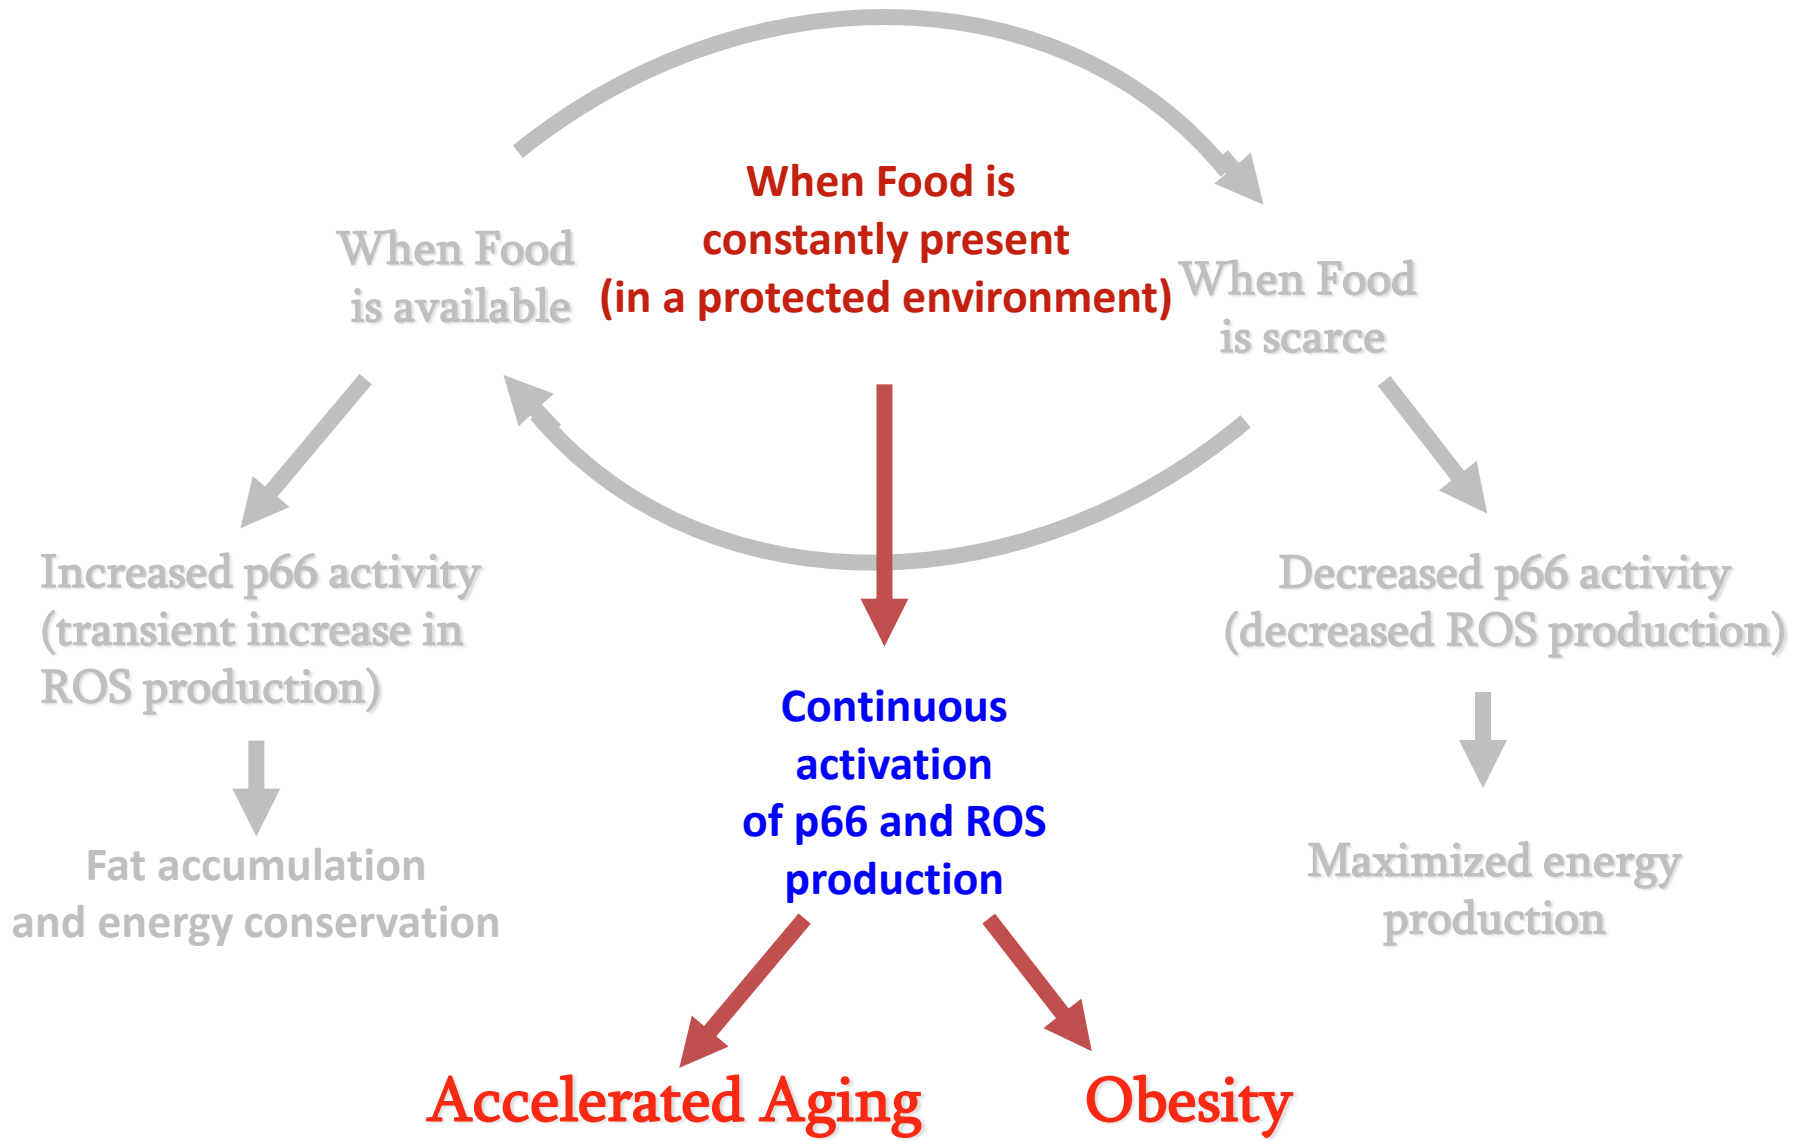 When Food is
constantly present
(in a protected environment)
When Food
is available
When Food
is scarce
Increased p66 activity
(transient increase in
ROS production)
Decreased p66 activity
(decreased ROS production)
Continuous
activation
of p66 and ROS
production
Fat accumulation
and energy conservation
Maximized energy
production
Accelerated Aging
Obesity